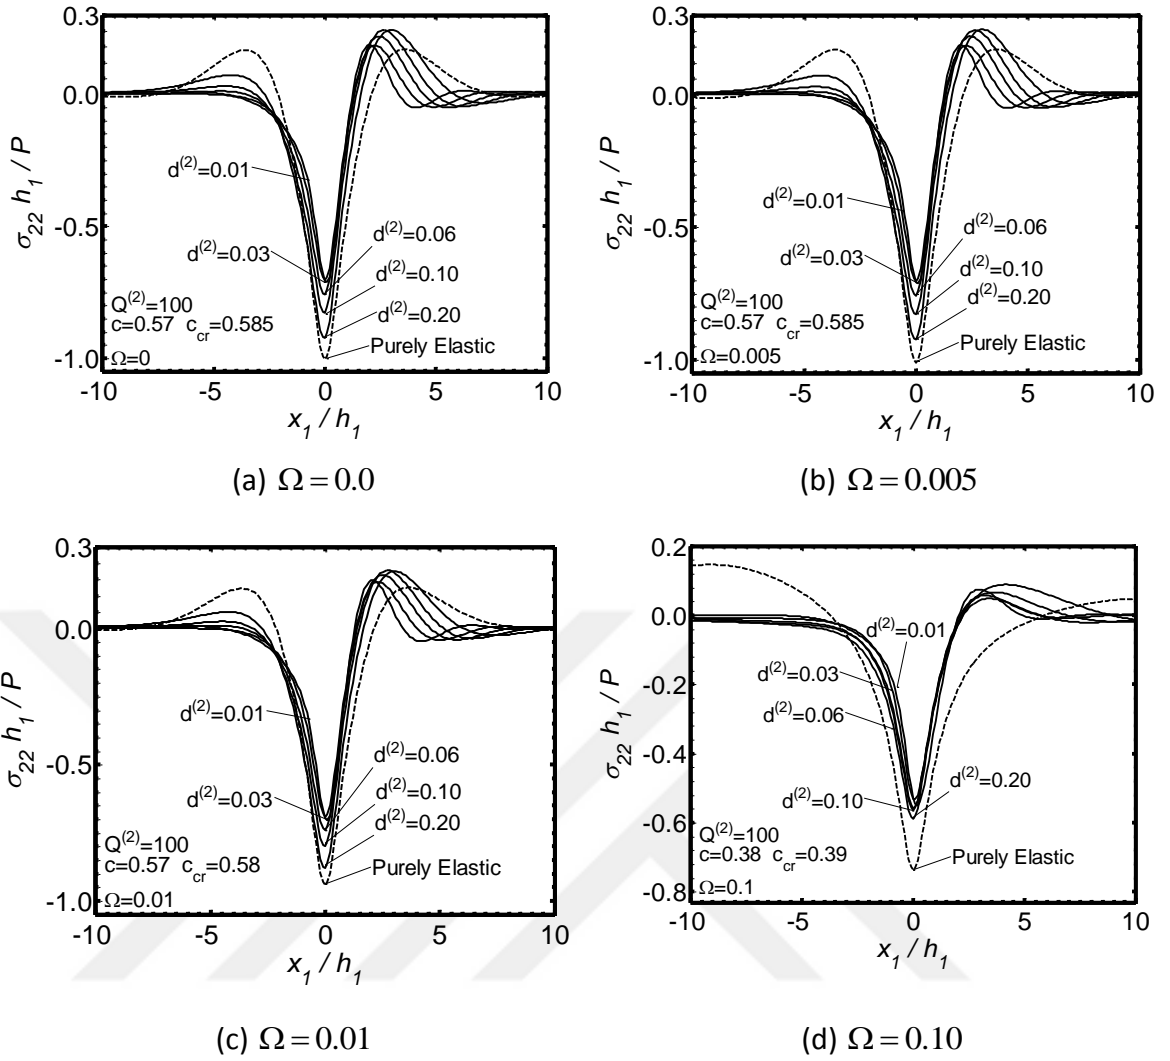 0.3
0.0
-0.5
-1.0
σ22 h1 / P
d(2)=0.01
d(2)=0.03
d(2)=0.06
d(2)=0.10
d(2)=0.20
Purely Elastic
Q(2)=100
c=0.57 ccr=0.585
Ω=0
-10 -5 0 5 10
x1 / h1
(a) Ω = 0.0
0.3
0.0
-0.5
-1.0
σ22 h1 / P
d(2)=0.01
d(2)=0.03
d(2)=0.06
d(2)=0.10
d(2)=0.20
Purely Elastic
Q(2)=100
c=0.57 ccr=0.585
Ω=0.005
-10 -5 0 5 10
x1 / h1
(b) Ω = 0.005
0.3
0.0
-0.5
-1.0
σ22 h1 / P
d(2)=0.01
d(2)=0.03
d(2)=0.06
d(2)=0.10
d(2)=0.20
Purely Elastic
Q(2)=100
c=0.57 ccr=0.58
Ω=0.01
-10 -5 0 5 10
x1 / h1
(c) Ω = 0.01
0.2
0.0
-0.2
-0.4
-0.6
-0.8
σ22 h1 / P
d(2)=0.01
d(2)=0.03
d(2)=0.06
d(2)=0.20
d(2)=0.10
Purely Elastic
Q(2)=100
c=0.38 ccr=0.39
Ω=0.1
-10 -5 0 5 10
x1 / h1
(d) Ω = 0.10